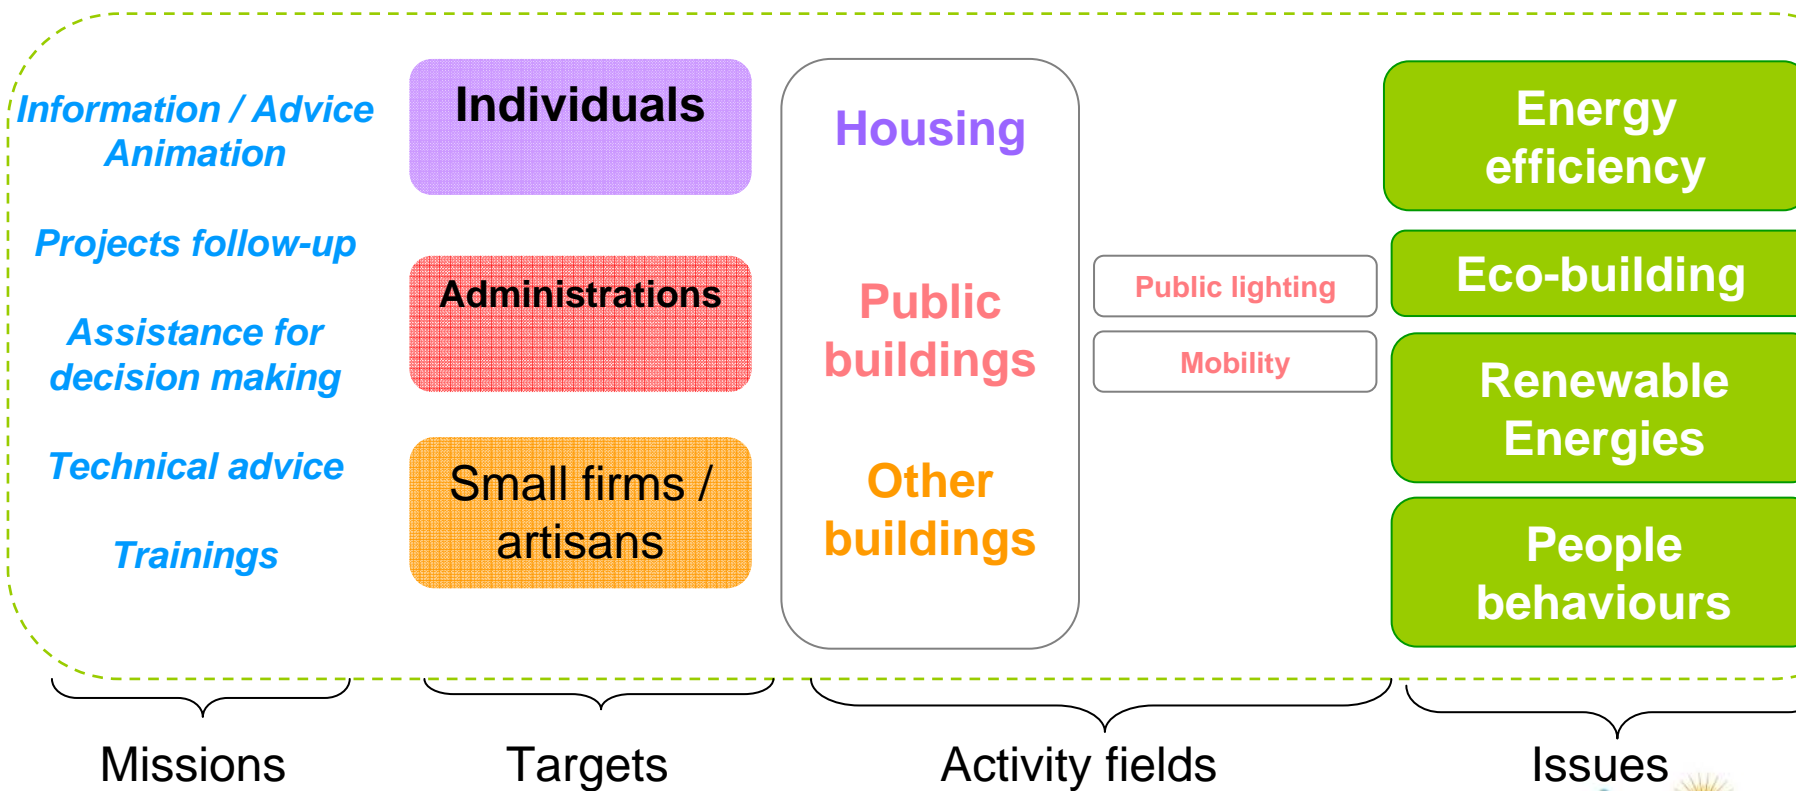 Information / Advice
Animation
Projects follow-up
Assistance for
decision making
Technical advice
Trainings
Individuals
Administrations
Small firms /
artisans
Housing
Public
buildings
Other
buildings
Public lighting
Mobility
Energy
efficiency
Eco-building
Renewable
Energies
People
behaviours
Missions
Targets
Activity fields
Issues